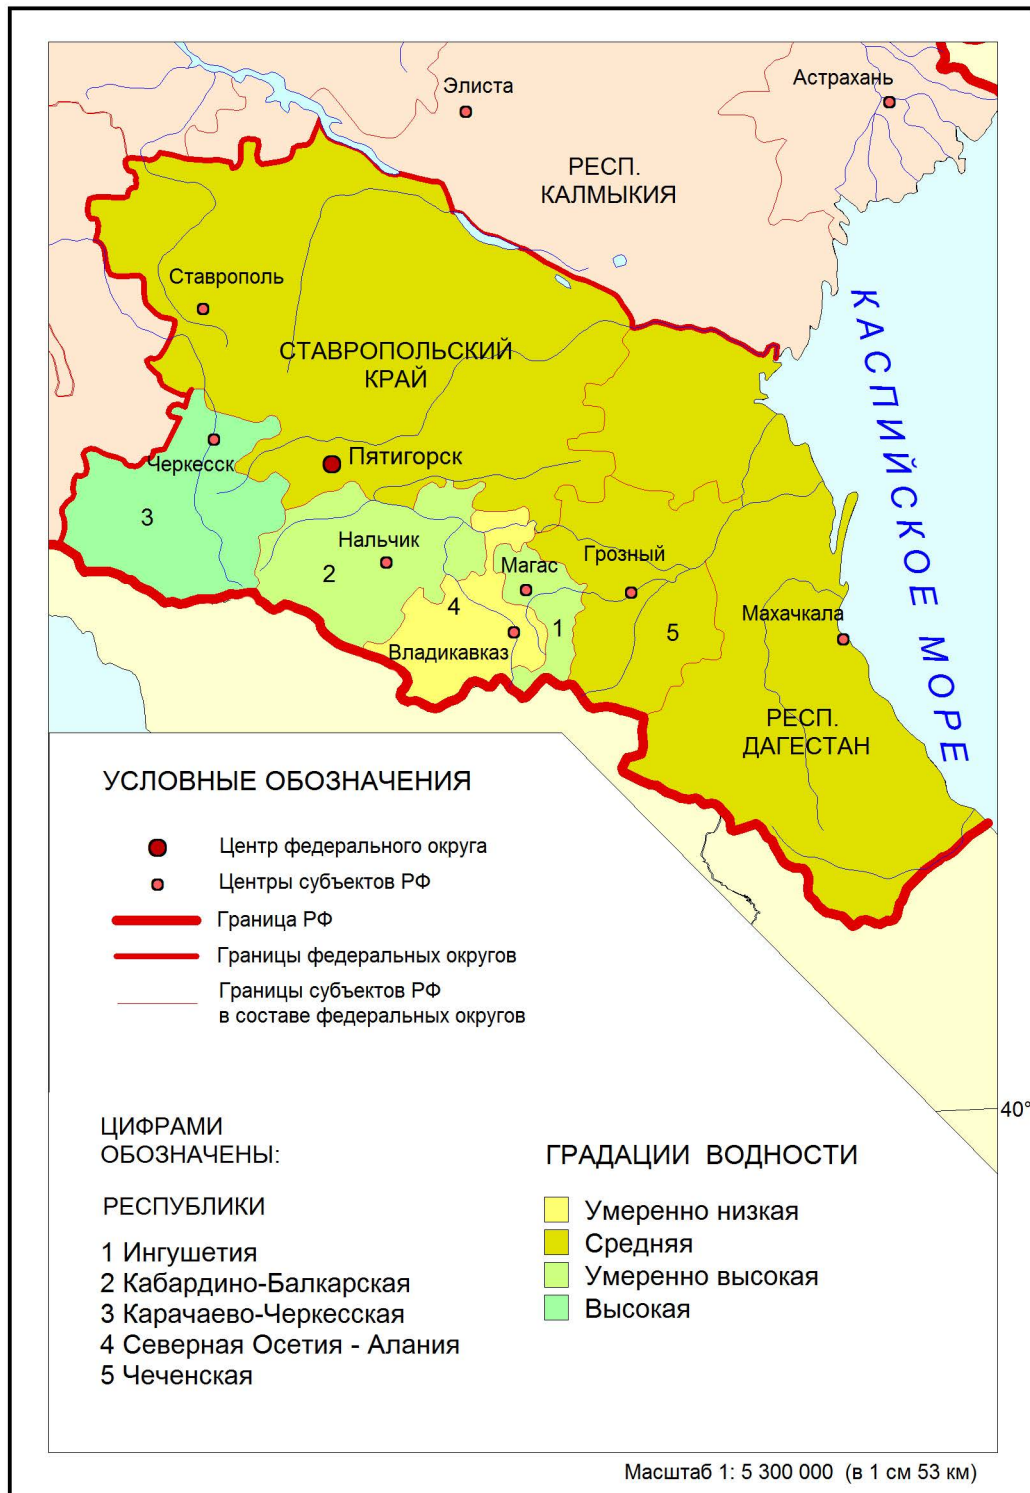 Элиста
Астрахань
РЕСП.
КАЛМЫКИЯ
Ставрополь
СТАВРОПОЛЬСКИЙ
КРАЙ
КАСПИЙСКОЕ МОРЕ
Черкесск
Пятигорск
3
Нальчик
2
Магас
Грозный
4
1
5
Владикавказ
Махачкала
РЕСП.
ДАГЕСТАН
УСЛОВНЫЕ ОБОЗНАЧЕНИЯ
Центр федерального округа
Центры субъектов РФ
Граница РФ
Границы федеральных округов
Границы субъектов РФ
в составе федеральных округов
40°
ЦИФРАМИ
ОБОЗНАЧЕНЫ:
РЕСПУБЛИКИ
1 Ингушетия
2 Кабардино-Балкарская
3 Карачаево-Черкесская
4 Северная Осетия - Алания
5 Чеченская
ГРАДАЦИИ ВОДНОСТИ
Умеренно низкая
Средняя
Умеренно высокая
Высокая
Масштаб 1: 5 300 000 (в 1 см 53 км)